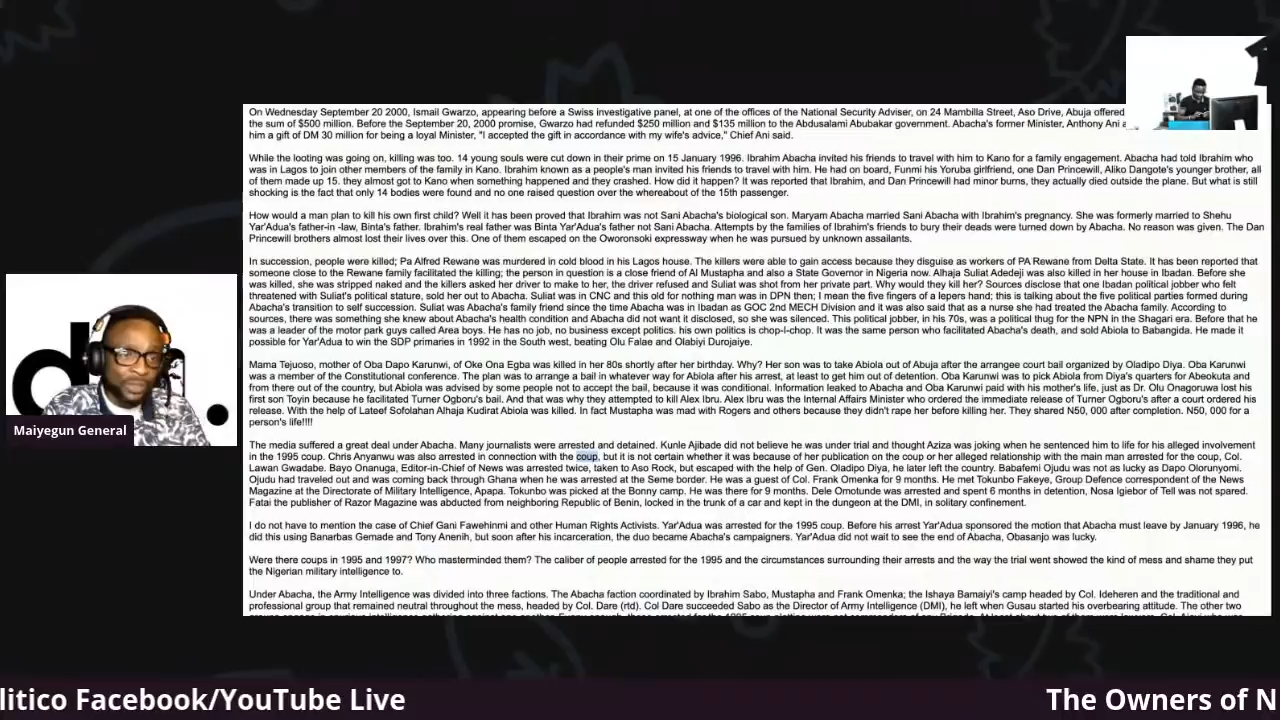 On Wednesday September 20 2000, Ismail Gwarzo, appearing before a Swiss investigative panel, at one of the offices of the National Security Adviser, on 24 Mambilla Street, Aso Drive, Abuja offered
the sum of $500 million. Before the September 20, 2000 promise, Gwarzo had refunded $250 million and $135 million to the Abdusalami Abubakar government. Abacha's former Minister, Anthony Ani
him a gift of DM 30 million for being a loyal Minister, "I accepted the gift in accordance with my wife's advice," Chief Ani said.
While the looting was going on, killing was too. 14 young souls were cut down in their prime on 15 January 1996. Ibrahim Abacha invited his friends to travel with him to Kano for a family engagement. Abacha had told Ibrahim who
was in Lagos to join other members of the family in Kano. Ibrahim known as a people's man invited his friends to travel with him. He had on board, Funmi his Yoruba girlfriend, one Dan Princewill, Aliko Dangote's younger brother, all
of them made up 15. they almost got to Kano when something happened and they crashed. How did it happen? It was reported that Ibrahim, and Dan Princewill had minor burns, they actually died outside the plane. But what is still
shocking is the fact that only 14 bodies were found and no one raised question over the whereabout of the 15th passenger.
How would a man plan to kill his own first child? Well it has been proved that Ibrahim was not Sani Abacha's biological son. Maryam Abacha married Sani Abacha with Ibrahim's pregnancy. She was formerly married to Shehu
Yar'Adua's father-in -law, Binta's father. Ibrahim's real father was Binta Yar'Adua's father not Sani Abacha. Attempts by the families of Ibrahim's friends to bury their deads were turned down by Abacha. No reason was given. The Dan
Princewill brothers almost lost their lives over this. One of them escaped on the Oworonsoki expressway when he was pursued by unknown assailants.
In succession, people were killed; Pa Alfred Rewane was murdered in cold blood in his Lagos house. The killers were able to gain access because they disguise as workers of PA Rewane from Delta State. It has been reported that
someone close to the Rewane family facilitated the killing; the person in question is a close friend of Al Mustapha and also a State Governor in Nigeria now. Alhaja Suliat Adedeji was also killed in her house in Ibadan. Before she
was killed, she was stripped naked and the killers asked her driver to make to her, the driver refused and Suliat was shot from her private part. Why would they kill her? Sources disclose that one Ibadan political jobber who felt
threatened with Suliat's political stature, sold her out to Abacha. Suliat was in CNC and this old for nothing man was in DPN then; I mean the five fingers of a lepers hand; this is talking about the five political parties formed during
Abacha's transition to self succession. Suliat was Abacha's family friend since the time Abacha was in Ibadan as GOC 2nd MECH Division and it was also said that as a nurse she had treated the Abacha family. According to
sources, there was something she knew about Abacha's health condition and Abacha did not want it disclosed, so she was silenced. This political jobber, in his 70s, was a political thug for the NPN in the Shagari era. Before that he
was a leader of the motor park guys called Area boys. He has no job, no business except politics. his own politics is chop-I-chop. It was the same person who facilitated Abacha's death, and sold Abiola to Babangida. He made it
possible for Yar'Adua to win the SDP primaries in 1992 in the South west, beating Olu Falae and Olabiyi Durojaiye.
Mama Tejuoso, mother of Oba Dapo Karunwi, of Oke Ona Egba was killed in her 80s shortly after her birthday. Why? Her son was to take Abiola out of Abuja after the arrangee court bail organized by Oladipo Diya. Oba Karunwi
was a member of the Constitutional conference. The plan was to arrange a bail in whatever way for Abiola after his arrest, at least to get him out of detention. Oba Karunwi was to pick Abiola from Diya's quarters for Abeokuta and
from there out of the country, but Abiola was advised by some people not to accept the bail, because it was conditional. Information leaked to Abacha and Oba Karunwi paid with his mother's life, just as Dr. Olu Onagoruwa lost his
first son Toyin because he facilitated Turner Ogboru's bail. And that was why they attempted to kill Alex Ibru. Alex Ibru was the Internal Affairs Minister who ordered the immediate release of Turner Ogboru's after a court ordered his
release. With the help of Lateef Sofolahan Alhaja Kudirat Abiola was killed. In fact Mustapha was mad with Rogers and others because they didn't rape her before killing her. They shared N50, 000 after completion. N50, 000 for a
person's life!!!!
The media suffered a great deal under Abacha. Many journalists were arrested and detained. Kunle Ajibade did not believe he was under trial and thought Aziza was joking when he sentenced him to life for his alleged involvement
in the 1995 coup. Chris Anyanwu was also arrested in connection with the coup, but it is not certain whether it was because of her publication on the coup or her alleged relationship with the main man arrested for the coup, Col.
Lawan Gwadabe. Bayo Onanuga, Editor-in-Chief of News was arrested twice, taken to Aso Rock, but escaped with the help of Gen. Oladipo Diya, he later left the country. Babafemi Ojudu was not as lucky as Dapo Olorunyomi.
Ojudu had traveled out and was coming back through Ghana when he was arrested at the Seme border. He was a guest of Col. Frank Omenka for 9 months. He met Tokunbo Fakeye, Group Defence correspondent of the News
Magazine at the Directorate of Military Intelligence, Apapa. Tokunbo was picked at the Bonny camp. He was there for 9 months. Dele Omotunde was arrested and spent 6 months in detention, Nosa Igiebor of Tell was not spared.
Fatai the publisher of Razor Magazine was abducted from neighboring Republic of Benin, locked in the trunk of a car and kept in the dungeon at the DMI, in solitary confinement.
I do not have to mention the case of Chief Gani Fawehinmi and other Human Rights Activists. Yar'Adua was arrested for the 1995 coup. Before his arrest Yar'Adua sponsored the motion that Abacha must leave by January 1996, he
did this using Banarbas Gemade and Tony Anenih, but soon after his incarceration, the duo became Abacha's campaigners. Yar'Adua did not wait to see the end of Abacha, Obasanjo was lucky.
Were there coups in 1995 and 1997? Who masterminded them? The caliber of people arrested for the 1995 and the circumstances surrounding their arrests and the way the trial went showed the kind of mess and shame they put
the Nigerian military intelligence to.
Under Abacha, the Army Intelligence was divided into three factions. The Abacha faction coordinated by Ibrahim Sabo, Mustapha and Frank Omenka; the Ishaya Bamaiyi's camp headed by Col. Ideheren and the traditional and
professional group that remained neutral throughout the mess, headed by Col. Dare (rtd). Col Dare succeeded Sabo as the Director of Army Intelligence (DMI), he left when Gusau started his overbearing attitude. The other two
Maiyegun General
litico Facebook/YouTube Live
The Owners of N